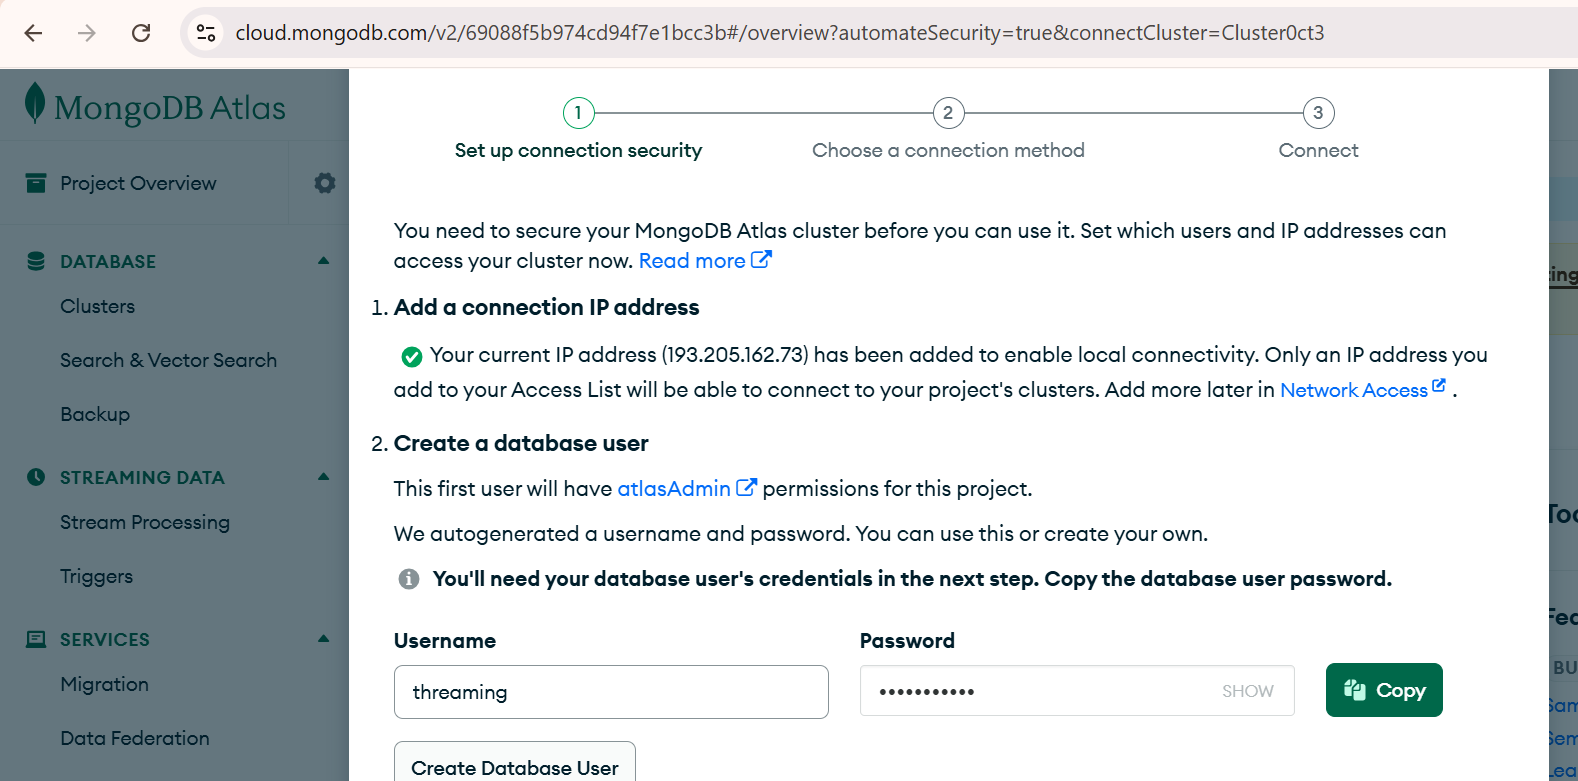 cloud.mongodb.com/v2/69088f5b974cd94f7e1bcc3b#/overview?automateSecurity=true&connectCluster=Cluster0ct3
MongoDB Atlas
1
2
3
Set up connection security
Choose a connection method
Connect
Project Overview
You need to secure your MongoDB Atlas cluster before you can use it. Set which users and IP addresses can
access your cluster now. Read more
DATABASE
Clusters
Search & Vector Search
Backup
STREAMING DATA
Stream Processing
Triggers
SERVICES
Migration
Data Federation
1. Add a connection IP address
Your current IP address (193.205.162.73) has been added to enable local connectivity. Only an IP address you
add to your Access List will be able to connect to your project's clusters. Add more later in Network Access .
2. Create a database user
This first user will have atlasAdmin permissions for this project.
We autogenerated a username and password. You can use this or create your own.
You'll need your database user's credentials in the next step. Copy the database user password.
Username
Password
threaming
•••••••••••
SHOW
Copy
Create Database User